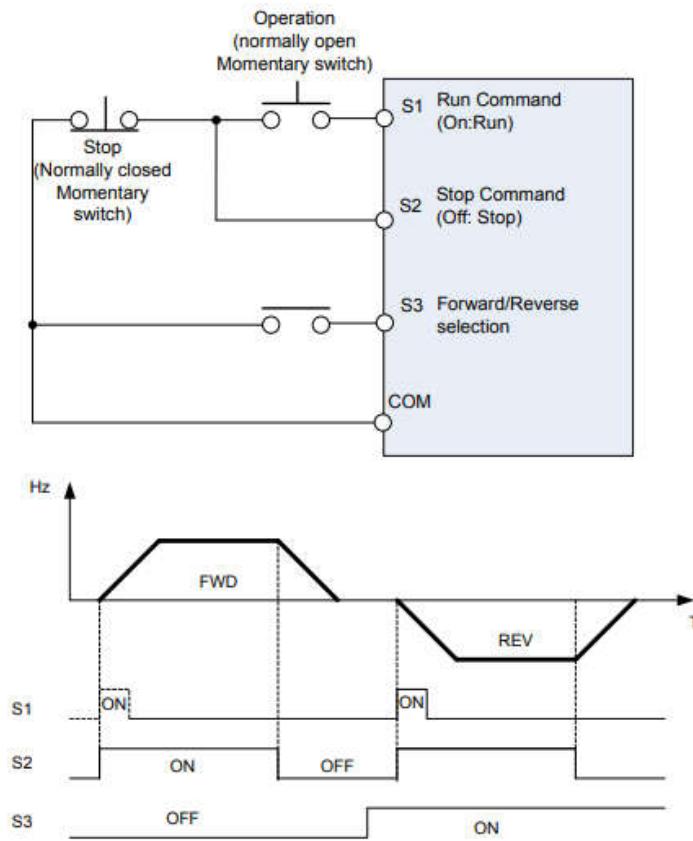 Operation
(normally open
Momentary switch)
S1 Run Command
(On:Run)
Stop
(Normally closed
Momentary
switch)
S2 Stop Command
(Off: Stop)
S3 Forward/Reverse
selection
COM
Hz
FWD
T
REV
S1 ON ON
S2 ON OFF
S3 OFF ON